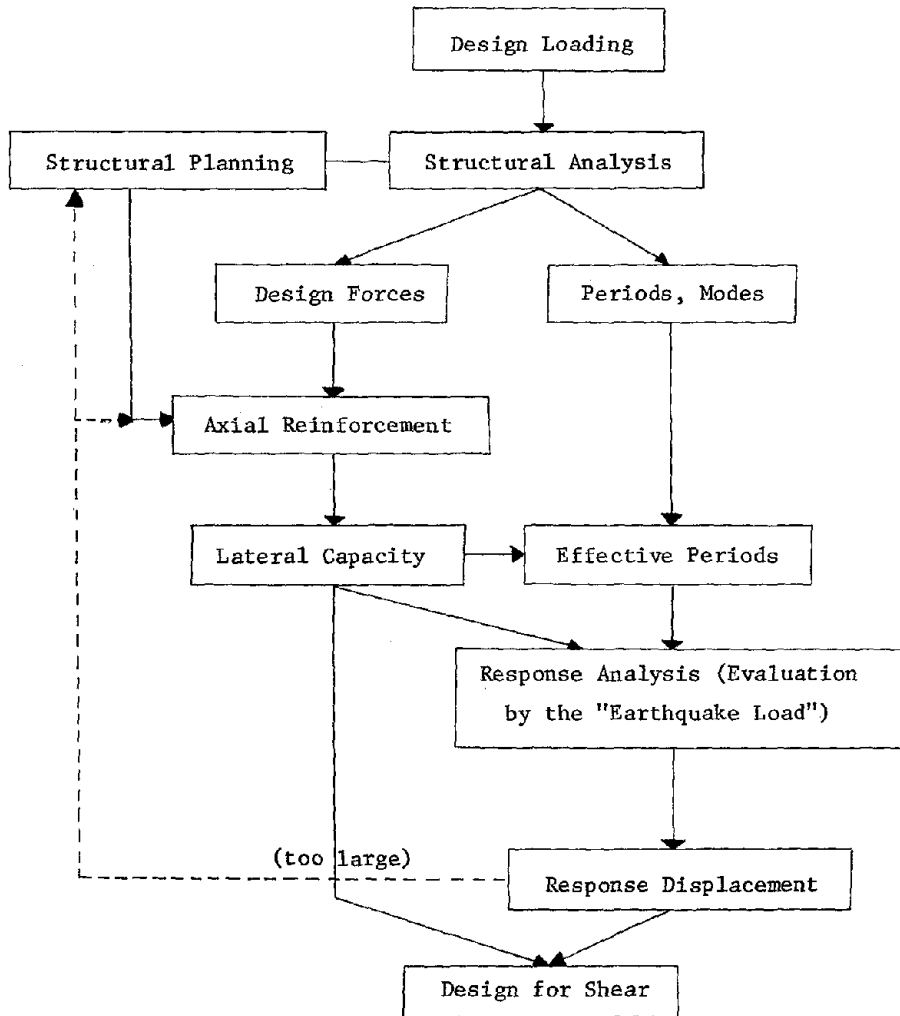 Design Loading
Structural Planning
Structural Analysis
Design Forces
Periods, Modes
Axial Reinforcement
Lateral Capacity
Effective Periods
Response Analysis (Evaluation
by the "Earthquake Load")
(too large)
Response Displacement
Design for Shear